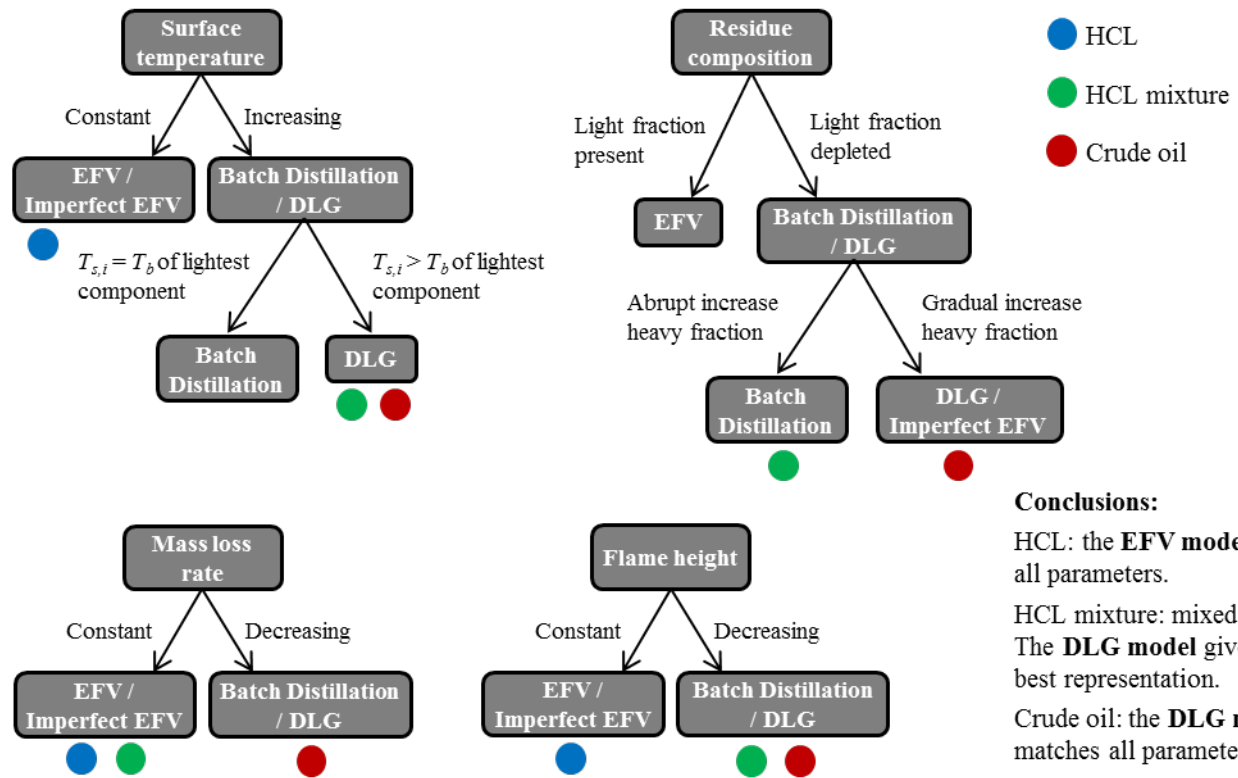 Surface
temperature
Constant
Increasing
EFV /
Imperfect EFV
Batch Distillation
/ DLG
T_{s,i} = T_b of lightest
component
T_{s,i} > T_b of lightest
component
Batch
Distillation
DLG
Residue
composition
Light fraction
present
Light fraction
depleted
EFV
Batch Distillation
/ DLG
Abrupt increase
heavy fraction
Gradual increase
heavy fraction
Batch
Distillation
DLG /
Imperfect EFV
HCL
HCL mixture
Crude oil
Mass loss
rate
Constant
Decreasing
EFV /
Imperfect EFV
Batch Distillation
/ DLG
Flame height
Constant
Decreasing
EFV /
Imperfect EFV
Batch Distillation
/ DLG
Conclusions:
HCL: the EFV
all parameters.
HCL mixture: mixed
The DLG model
best representation.
Crude oil: the DLG
matches all